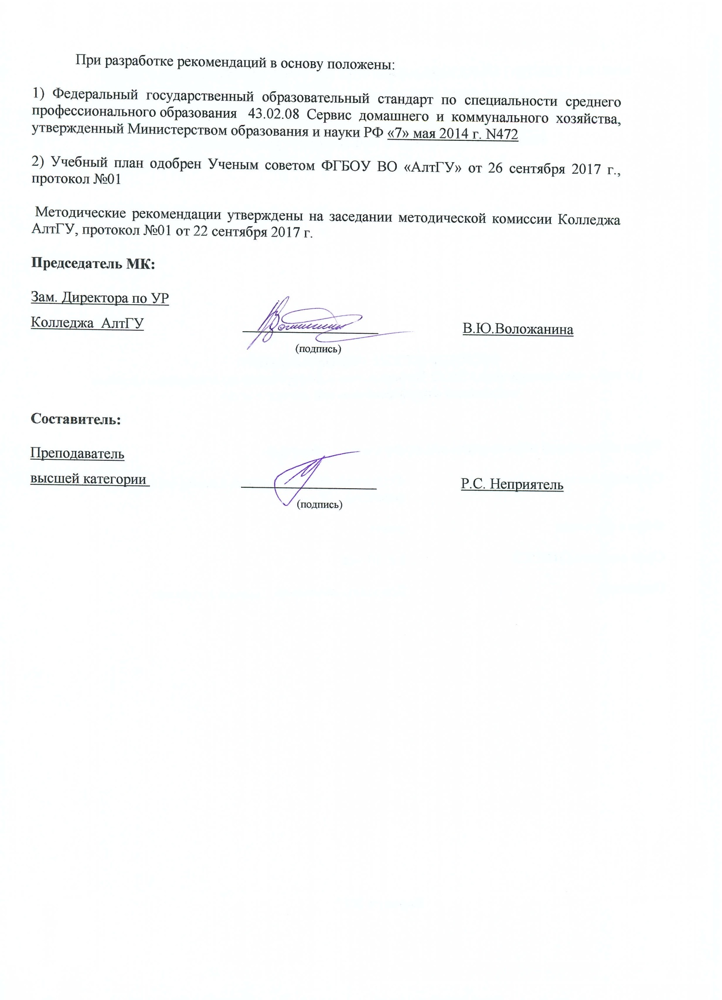 При разработке рекомендаций в основу положены:
1) Федеральный государственный образовательный стандарт по специальности среднего
профессионального образования 43.02.08 Сервис домашнего и коммунального хозяйства,
утвержденный Министерством образования и науки РФ «7» мая 2014 г. N472
2) Учебный план одобрен Ученым советом ФГБОУ ВО «АлтГУ» от 26 сентября 2017 г.,
протокол №01
Методические рекомендации утверждены на заседании методической комиссии Колледжа
АлтГУ, протокол №01 от 22 сентября 2017 г.
Председатель МК:
Зам. Директора по УР
Колледжа АлтГУ В.Ю.Воложанина
(подпись)
Составитель:
Преподаватель
высшей категории Р.С. Неприятель
(подпись)